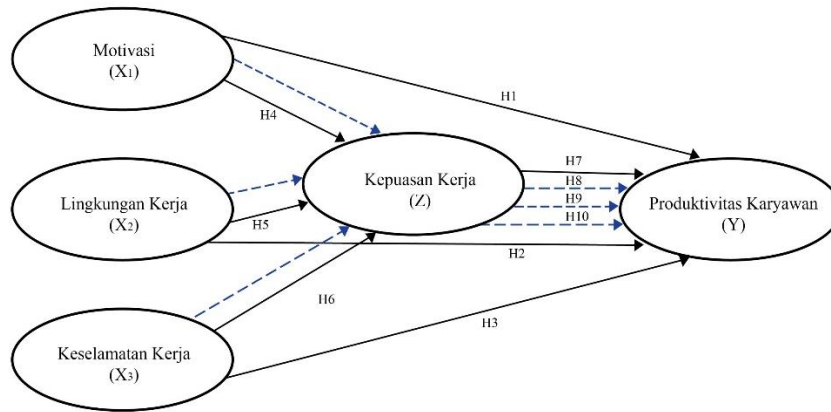 Motivasi
(X₁)
H1
H4
H7
Kepuasan Kerja
(Z)
H8
H9
H10
Lingkungan Kerja
(X₂)
Produktivitas Karyawan
(Y)
H5
H2
H6
H3
Keselamatan Kerja
(X₃)